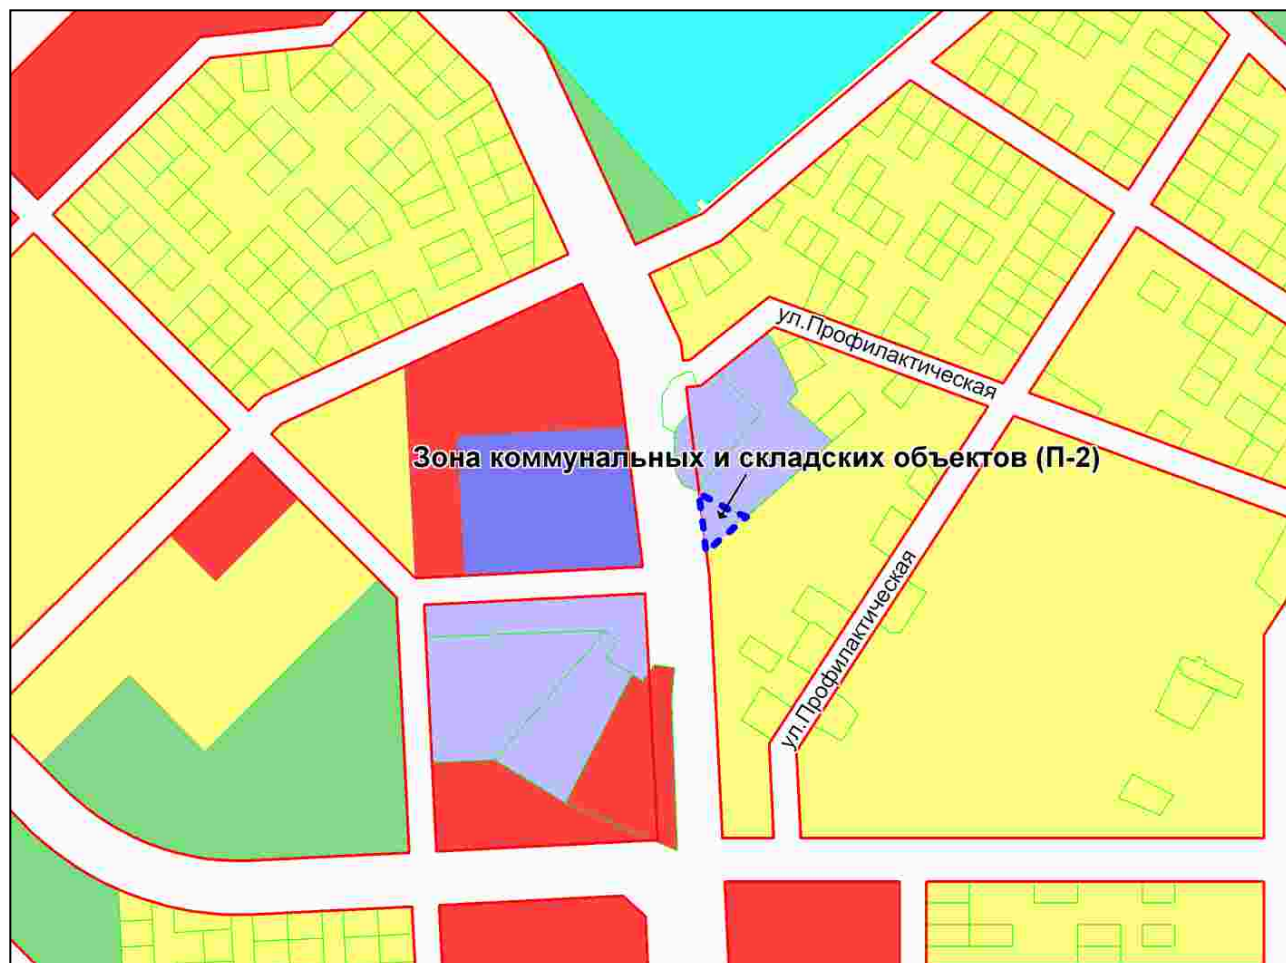 ул.Профилактическая
Зона коммунальных и складских объектов (П-2)
ул.Профилактическая